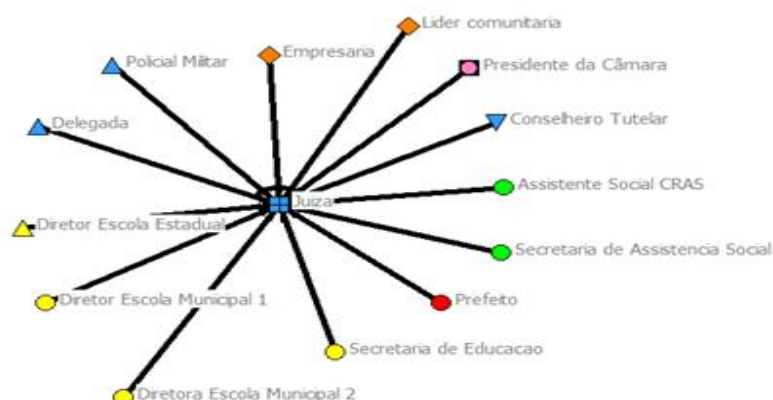 Lider comunitaria
Empresaria
Policial Militar
Presidente da Câmara
Conselheiro Tutelar
Delegada
Assistente Social CRAS
Juiza
Diretor Escola Estadual
Secretaria de Assistencia Social
Diretor Escola Municipal 1
Prefeito
Secretaria de Educacao
Diretora Escola Municipal 2